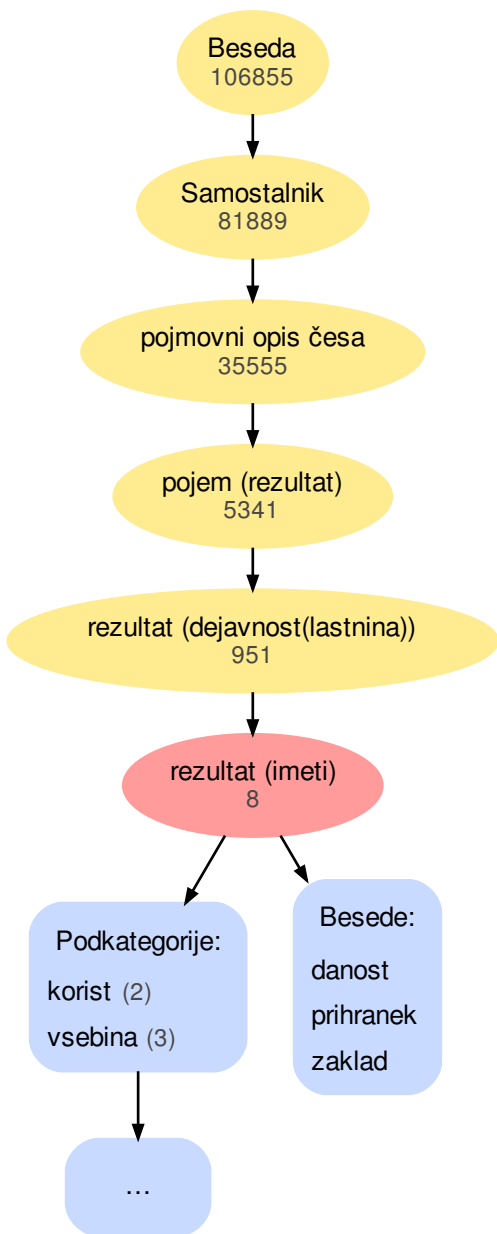 Beseda
106855
Samostalnik
81889
pojmovni opis česa
35555
pojem (rezultat)
5341
rezultat (dejavnost(lastnina))
951
rezultat (imeti)
8
Podkategorije:
korist (2)
vsebina (3)
Besede:
danost
prihranek
zaklad
...